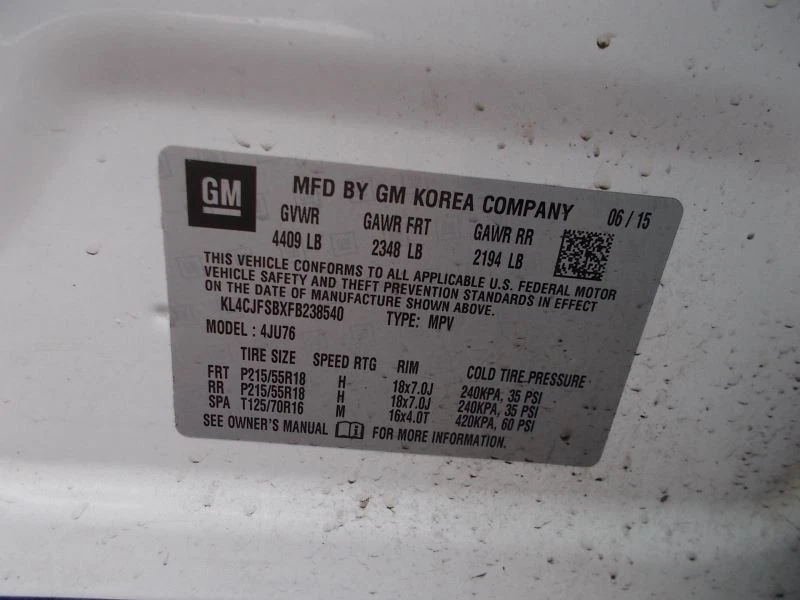 GM MFD BY GM KOREA COMPANY 06 / 15
GVWR GAWR FRT GAWR RR
4409 LB 2348 LB 2194 LB
THIS VEHICLE CONFORMS TO ALL APPLICABLE U.S. FEDERAL MOTOR
VEHICLE SAFETY AND THEFT PREVENTION STANDARDS IN EFFECT
ON THE DATE OF MANUFACTURE SHOWN ABOVE.
KL4CJFSBXFB238540 TYPE: MPV
MODEL : 4JU76
TIRE SIZE SPEED RTG RIM COLD TIRE PRESSURE
FRT P215/55R18 H 18x7.0J 240KPA, 35 PSI
RR P215/55R18 H 18x7.0J 240KPA, 35 PSI
SPA T125/70R16 M 16x4.0T 420KPA, 60 PSI
SEE OWNER'S MANUAL FOR MORE INFORMATION.